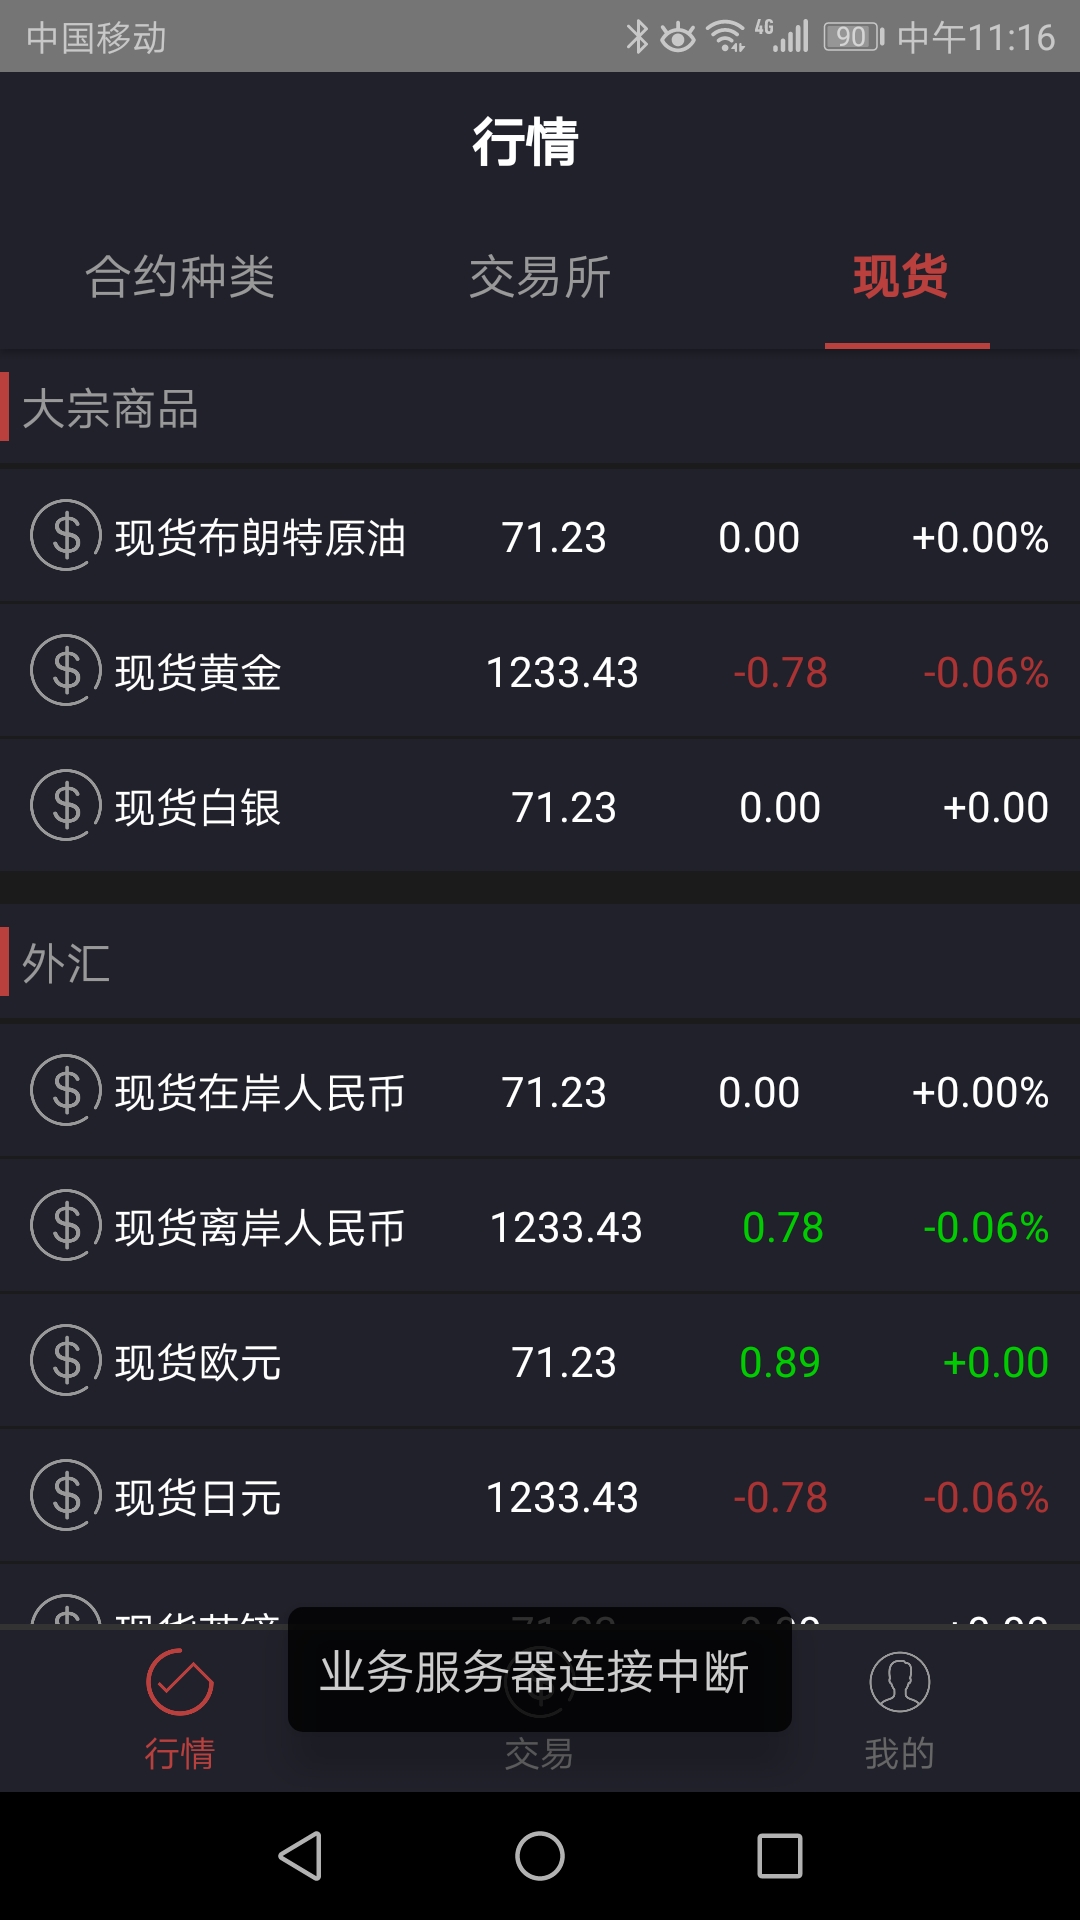 中国移动 4G 90 中午11:16
行情
合约种类 交易所 现货
大宗商品
现货布朗特原油 71.23 0.00 +0.00%
现货黄金 1233.43 -0.78 -0.06%
现货白银 71.23 0.00 +0.00
外汇
现货在岸人民币 71.23 0.00 +0.00%
现货离岸人民币 1233.43 0.78 -0.06%
现货欧元 71.23 0.89 +0.00
现货日元 1233.43 -0.78 -0.06%
业务服务器连接中断
行情 交易 我的